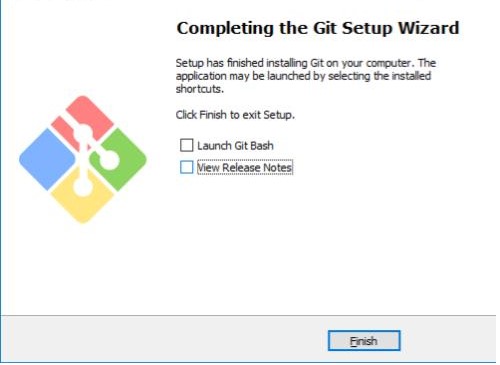 Completing the Git Setup Wizard
Setup has finished installing Git on your computer. The
application may be launched by selecting the installed
shortcuts.
Click Finish to exit Setup.
Launch Git Bash
View Release Notes
Finish